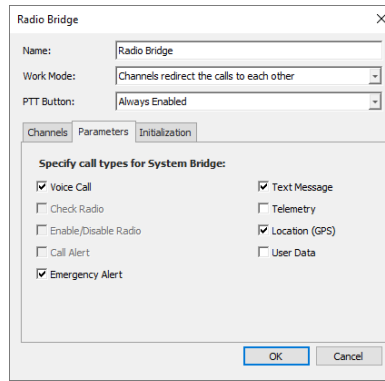 Radio Bridge
Name: Radio Bridge
Work Mode: Channels redirect the calls to each other
PTT Button: Always Enabled
Channels Parameters Initialization
Specify call types for System Bridge:
Voice Call Text Message
Check Radio Telemetry
Enable/Disable Radio Location (GPS)
Call Alert User Data
Emergency Alert
OK Cancel